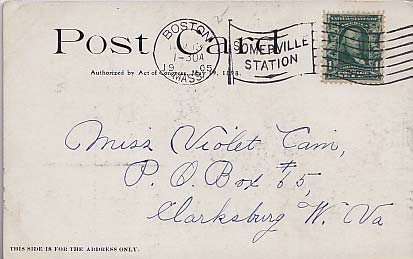 Post Card
Authorized by Act of Congress, May 19, 1898.
BOSTON
1-30A
19 05
MASS.
SOMERVILLE
STATION
Miss Violet Cain,
P. O. Box #65,
Clarksburg W. Va
THIS SIDE IS FOR THE ADDRESS ONLY.